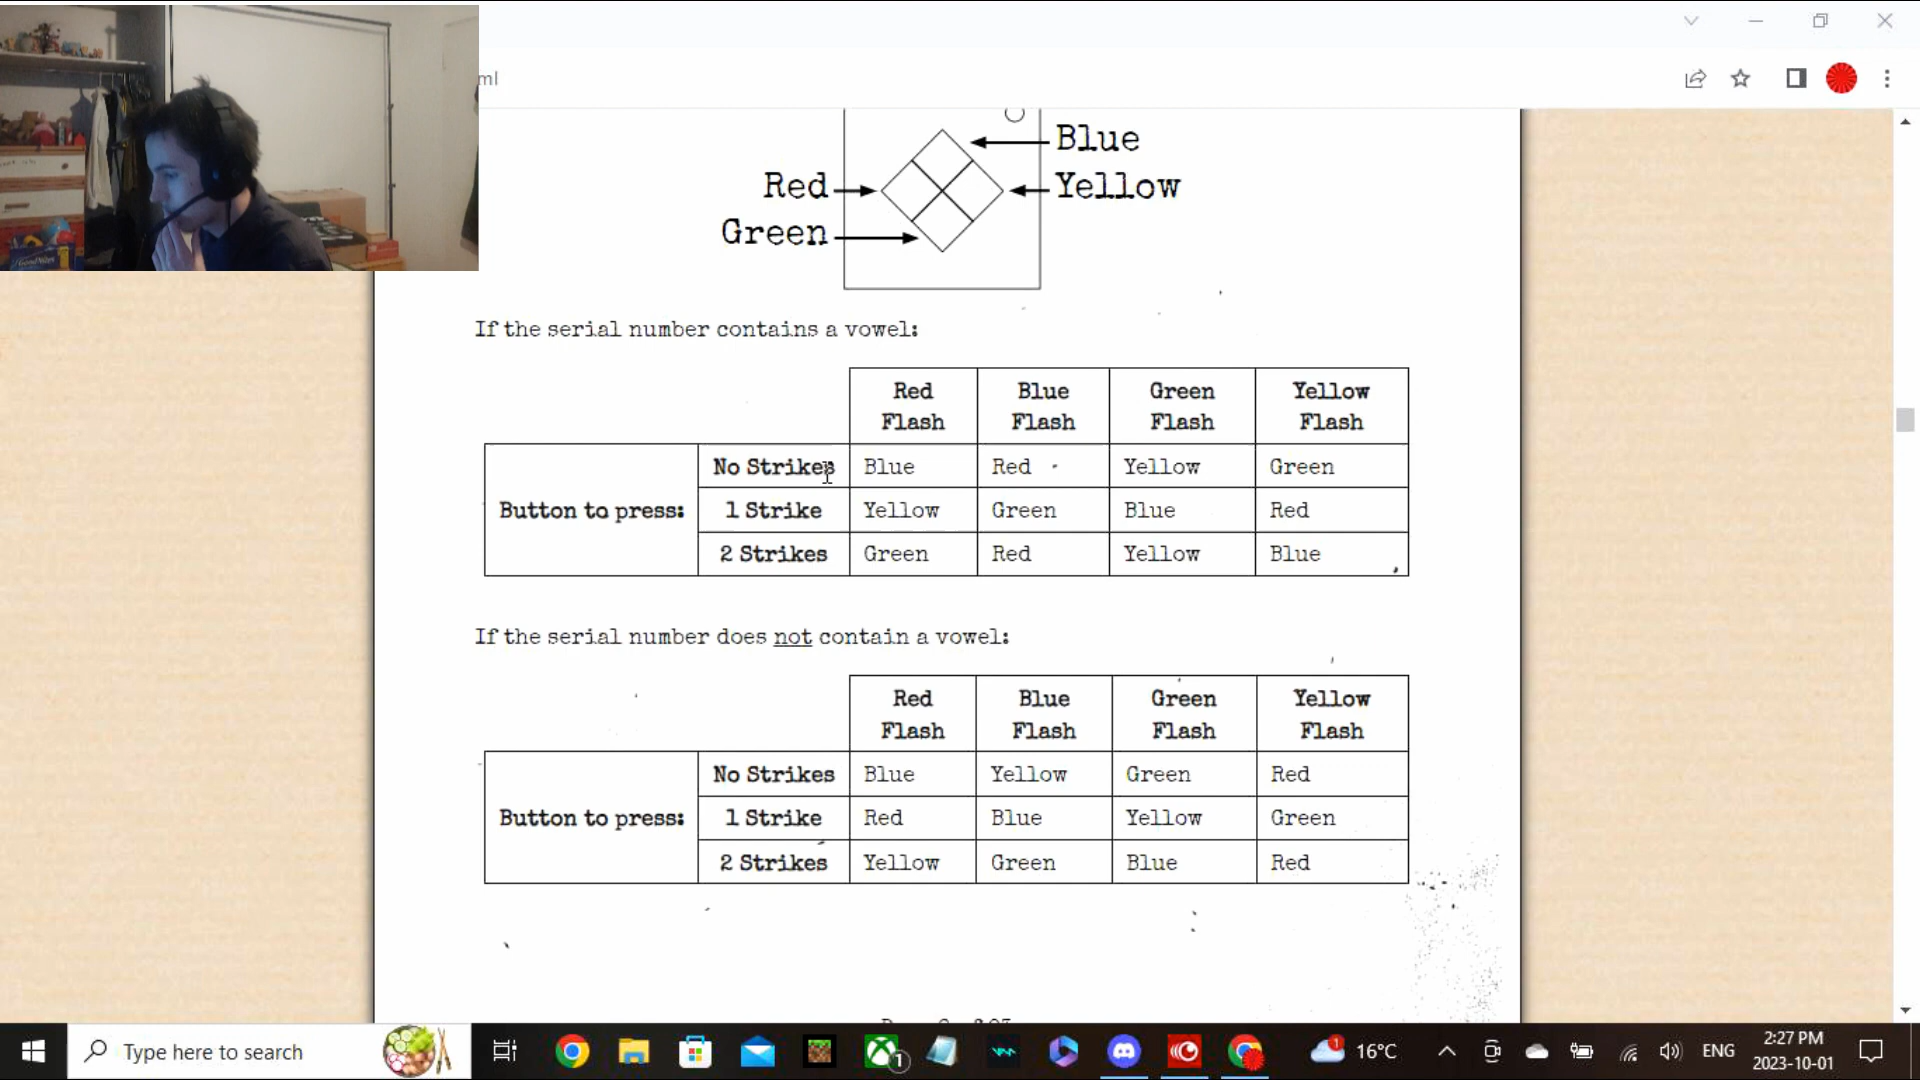 ml
Blue
Red
Yellow
Green
If the serial number contains a vowel:
Red Flash
Blue Flash
Green Flash
Yellow Flash
Button to press:
No Strikes
Blue
Red
Yellow
Green
1 Strike
Yellow
Green
Blue
Red
2 Strikes
Green
Red
Yellow
Blue
If the serial number does not contain a vowel:
Red Flash
Blue Flash
Green Flash
Yellow Flash
Button to press:
No Strikes
Blue
Yellow
Green
Red
1 Strike
Red
Blue
Yellow
Green
2 Strikes
Yellow
Green
Blue
Red
Type here to search
1
1
16°C
ENG
2:27 PM
2023-10-01